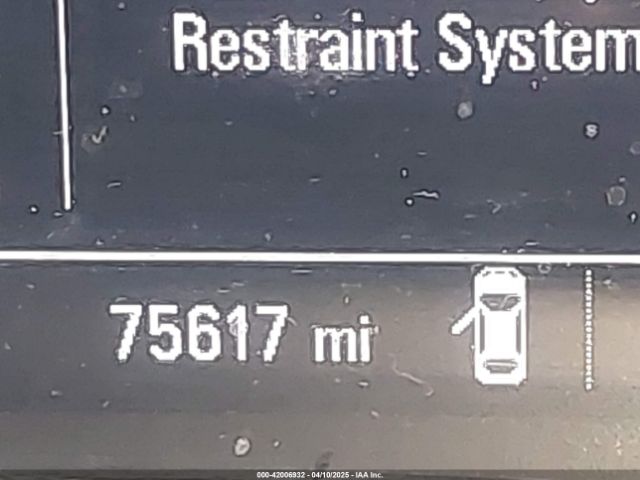 Restraint System
75617 mi
000-42006932 - 04/10/2025 - IAA Inc.